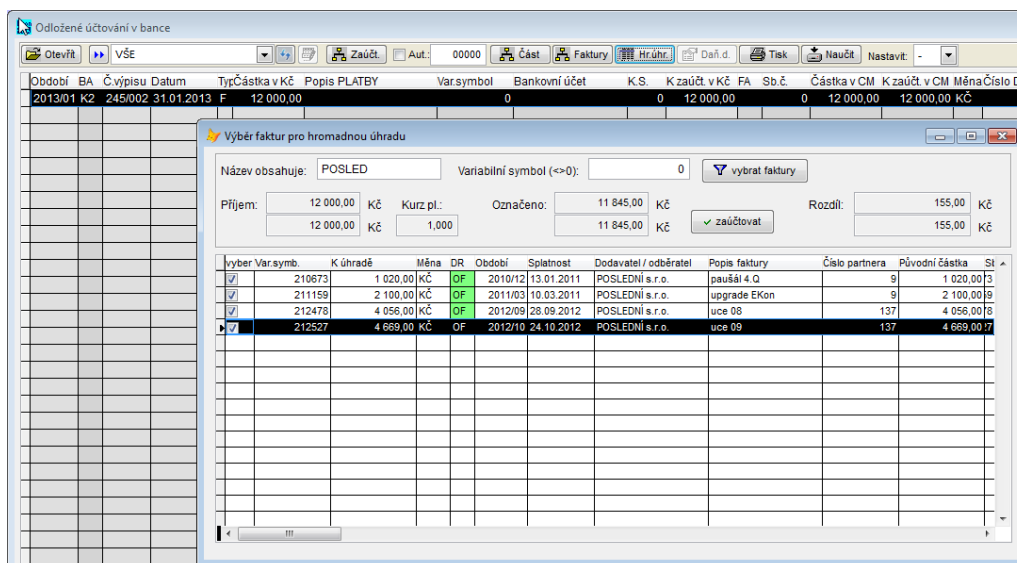 Odložené účtování v bance
Otevřít VŠE Zaúčt. Aut.: 00000 Část Faktury Hr.úhr. Daň.d. Tisk Naučit Nastavit: -
Období BA Č.výpisu Datum Typ Částka v Kč Popis PLATBY Var.symbol Bankovní účet K.S. K zaúčt. v Kč FA Sb.č. Částka v CM K zaúčt. v CM Měna Číslo D
2013/01 K2 245/002 31.01.2013 F 12 000,00 0 0 12 000,00 0 12 000,00 12 000,00 KČ
Výběr faktur pro hromadnou úhradu
Název obsahuje: POSLED Variabilní symbol (<>0): 0 vybrat faktury
Příjem: 12 000,00 Kč Kurz pl.: Označeno: 11 845,00 Kč Rozdíl: 155,00 Kč
12 000,00 Kč 1,000 11 845,00 Kč zaúčtovat 155,00 Kč
vyber Var.symb. K úhradě Měna DR Období Splatnost Dodavatel / odběratel Popis faktury Číslo partnera Původní částka
210673 1 020,00 KČ OF 2010/12 13.01.2011 POSLEDNÍ s.r.o. paušál 4.Q 9 1 020,00
211159 2 100,00 KČ OF 2011/03 10.03.2011 POSLEDNÍ s.r.o. upgrade EKon 9 2 100,00
212478 4 056,00 KČ OF 2012/09 28.09.2012 POSLEDNÍ s.r.o. uce 08 137 4 056,00
212527 4 669,00 KČ OF 2012/10 24.10.2012 POSLEDNÍ s.r.o. uce 09 137 4 669,00